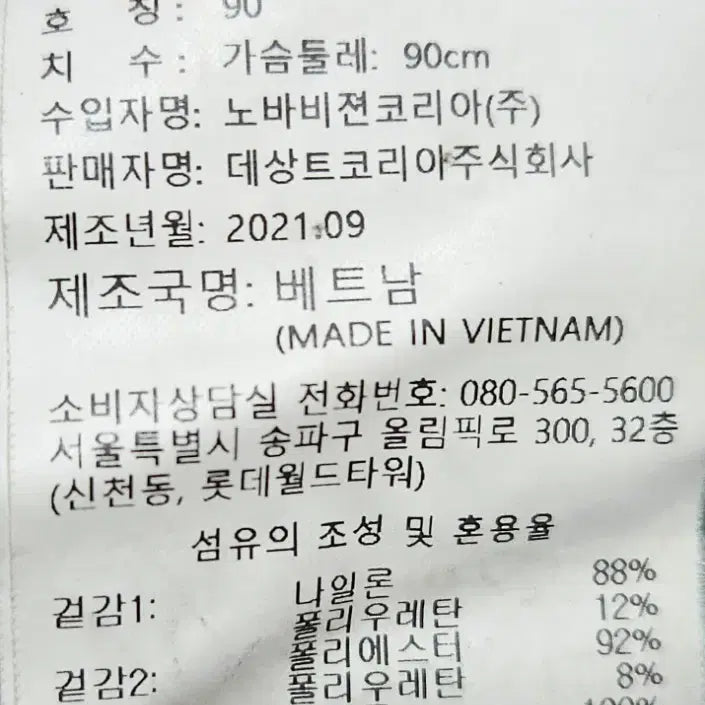 호 칭 : 90
치 수 : 가슴둘레: 90cm
수입자명: 노바비젼코리아(주)
판매자명: 데상트코리아주식회사
제조년월: 2021.09
제조국명: 베트남
(MADE IN VIETNAM)
소비자상담실 전화번호: 080-565-5600
서울특별시 송파구 올림픽로 300, 32층
(신천동, 롯데월드타워)
섬유의 조성 및 혼용율
겉감1: 나일론 88%
폴리우레탄 12%
겉감2: 폴리에스터 92%
폴리우레탄 8%